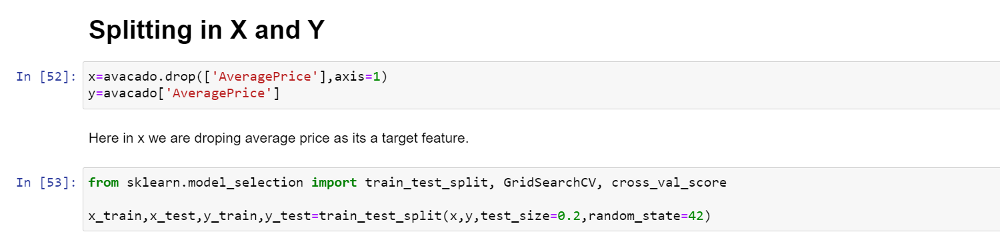 Splitting in X and Y
In [52]: x=avacado.drop(['AveragePrice'],axis=1)
y=avacado['AveragePrice']
Here in x we are droping average price as its a target feature.
In [53]: from sklearn.model_selection import train_test_split, GridSearchCV, cross_val_score
x_train,x_test,y_train,y_test=train_test_split(x,y,test_size=0.2,random_state=42)